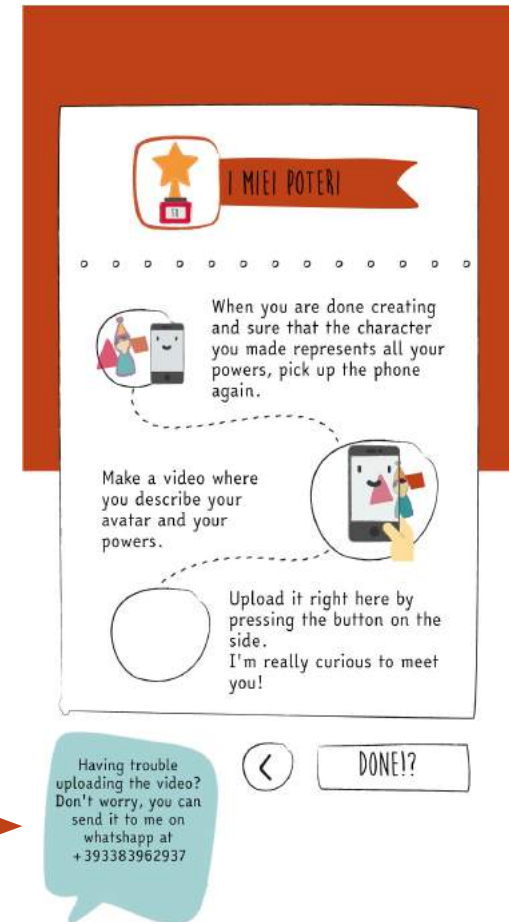 I MIEI POTERI
When you are done creating
and sure that the character
you made represents all your
powers, pick up the phone
again.
Make a video where
you describe your
avatar and your
powers.
Upload it right here by
pressing the button on the
side.
I'm really curious to meet
you!
DONE!?
Having trouble
uploading the video?
Don't worry, you can
send it to me on
whatshapp at
+393383962937